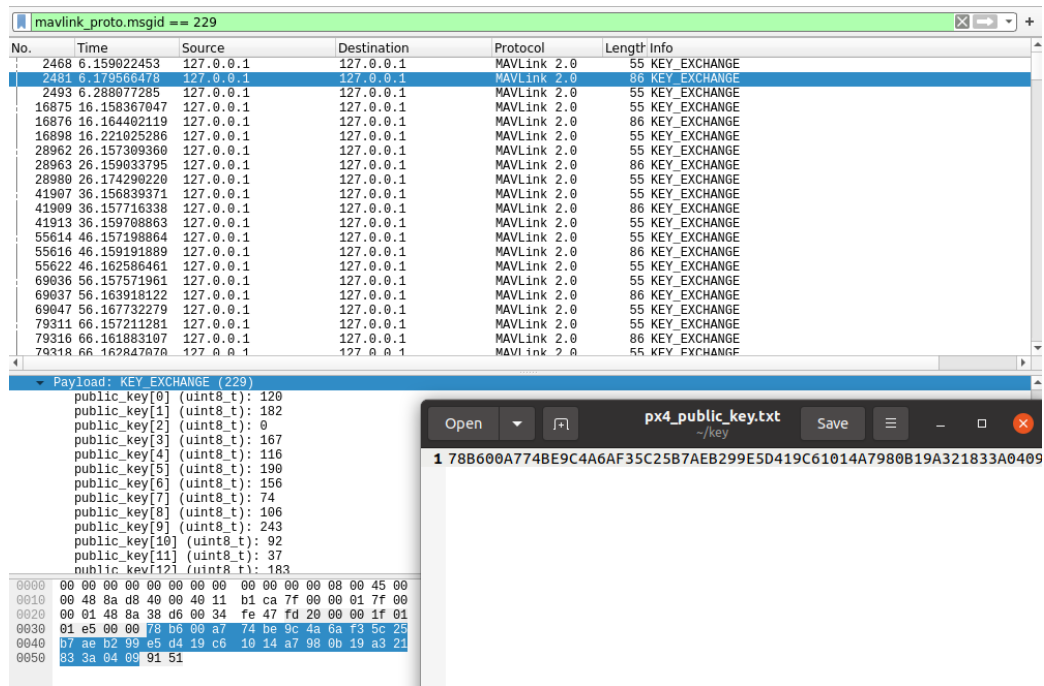 mavlink_proto.msgid == 229
No. Time Source Destination Protocol Length Info
2468 6.159022453 127.0.0.1 127.0.0.1 MAVLink 2.0 55 KEY_EXCHANGE
2481 6.179566478 127.0.0.1 127.0.0.1 MAVLink 2.0 86 KEY_EXCHANGE
2493 6.288077285 127.0.0.1 127.0.0.1 MAVLink 2.0 55 KEY_EXCHANGE
16875 16.158367047 127.0.0.1 127.0.0.1 MAVLink 2.0 55 KEY_EXCHANGE
16876 16.164402119 127.0.0.1 127.0.0.1 MAVLink 2.0 86 KEY_EXCHANGE
16898 16.221025286 127.0.0.1 127.0.0.1 MAVLink 2.0 55 KEY_EXCHANGE
28962 26.157309360 127.0.0.1 127.0.0.1 MAVLink 2.0 55 KEY_EXCHANGE
28963 26.159033795 127.0.0.1 127.0.0.1 MAVLink 2.0 86 KEY_EXCHANGE
28980 26.174290220 127.0.0.1 127.0.0.1 MAVLink 2.0 55 KEY_EXCHANGE
41907 36.156839371 127.0.0.1 127.0.0.1 MAVLink 2.0 55 KEY_EXCHANGE
41909 36.157716338 127.0.0.1 127.0.0.1 MAVLink 2.0 86 KEY_EXCHANGE
41913 36.159708863 127.0.0.1 127.0.0.1 MAVLink 2.0 55 KEY_EXCHANGE
55614 46.157198864 127.0.0.1 127.0.0.1 MAVLink 2.0 55 KEY_EXCHANGE
55616 46.159191889 127.0.0.1 127.0.0.1 MAVLink 2.0 86 KEY_EXCHANGE
55622 46.162586461 127.0.0.1 127.0.0.1 MAVLink 2.0 55 KEY_EXCHANGE
69036 56.157571961 127.0.0.1 127.0.0.1 MAVLink 2.0 55 KEY_EXCHANGE
69037 56.163918122 127.0.0.1 127.0.0.1 MAVLink 2.0 86 KEY_EXCHANGE
69047 56.167732279 127.0.0.1 127.0.0.1 MAVLink 2.0 55 KEY_EXCHANGE
79311 66.157211281 127.0.0.1 127.0.0.1 MAVLink 2.0 55 KEY_EXCHANGE
79316 66.161883107 127.0.0.1 127.0.0.1 MAVLink 2.0 86 KEY_EXCHANGE
79318 66.162847070 127.0.0.1 127.0.0.1 MAVLink 2.0 55 KEY_EXCHANGE
Payload: KEY_EXCHANGE (229)
public_key[0] (uint8_t): 120
public_key[1] (uint8_t): 182
public_key[2] (uint8_t): 0
public_key[3] (uint8_t): 167
public_key[4] (uint8_t): 116
public_key[5] (uint8_t): 190
public_key[6] (uint8_t): 156
public_key[7] (uint8_t): 74
public_key[8] (uint8_t): 106
public_key[9] (uint8_t): 243
public_key[10] (uint8_t): 92
public_key[11] (uint8_t): 37
public_key[12] (uint8_t): 183
0000 00 00 00 00 00 00 00 00 00 00 00 00 08 00 45 00
0010 00 48 8a d8 40 00 40 11 b1 ca 7f 00 00 01 7f 00
0020 00 01 48 8a 38 d6 00 34 fe 47 fd 20 00 00 1f 01
0030 01 e5 00 00 78 b6 00 a7 74 be 9c 4a 6a f3 5c 25
0040 b7 ae b2 99 e5 d4 19 c6 10 14 a7 98 0b 19 a3 21
0050 83 3a 04 09 91 51
Open px4_public_key.txt Save
~/key
1 78B600A774BE9C4A6AF35C25B7AEB299E5D419C61014A7980B19A321833A0409